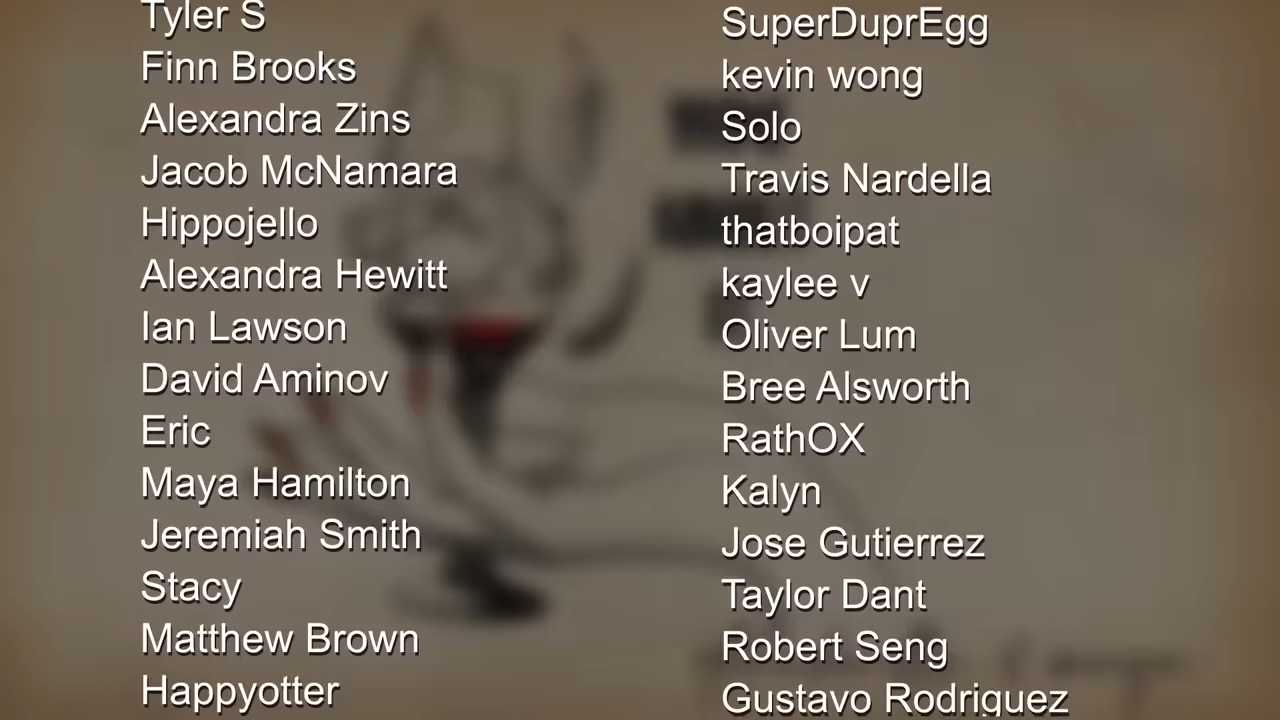 Tyler S
Finn Brooks
Alexandra Zins
Jacob McNamara
Hippojello
Alexandra Hewitt
Ian Lawson
David Aminov
Eric
Maya Hamilton
Jeremiah Smith
Stacy
Matthew Brown
Happyotter
SuperDuprEgg
kevin wong
Solo
Travis Nardella
thatboipat
kaylee v
Oliver Lum
Bree Alsworth
RathOX
Kalyn
Jose Gutierrez
Taylor Dant
Robert Seng
Gustavo Rodriguez